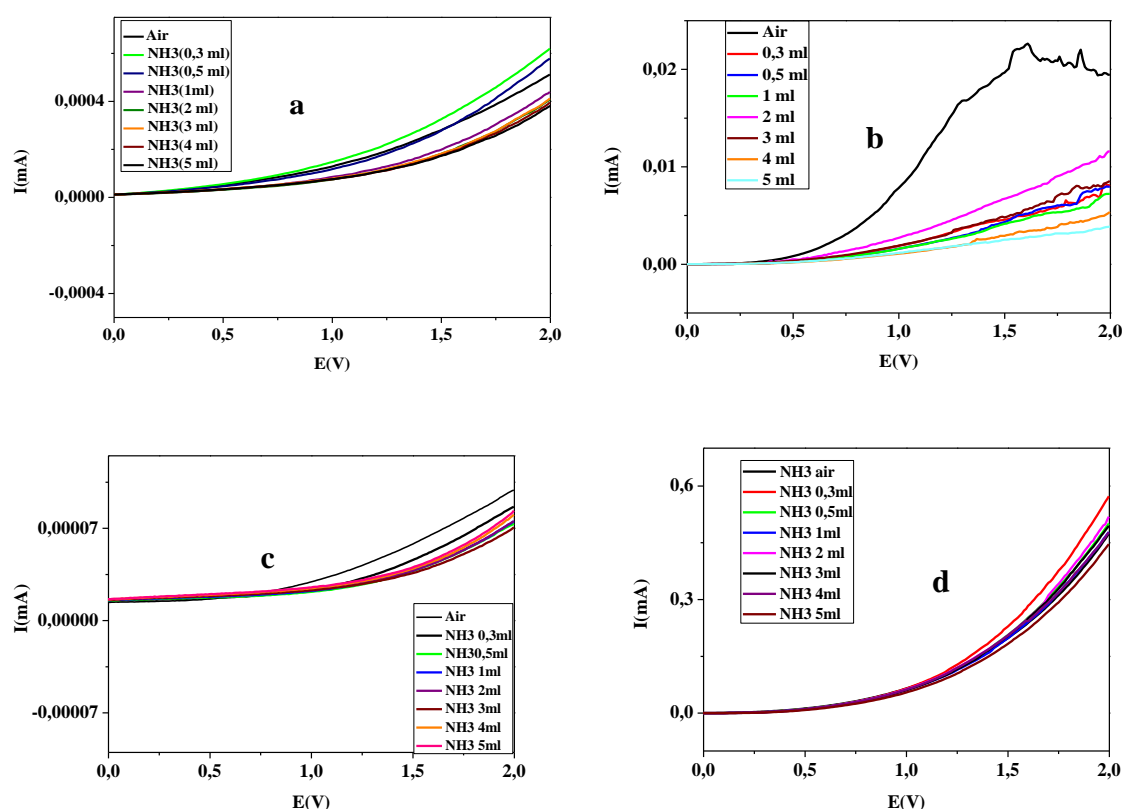 Air
NH3(0,3 ml)
NH3(0,5 ml)
NH3(1ml)
NH3(2 ml)
NH3(3 ml)
NH3(4 ml)
NH3(5 ml)
a
0,0004
0,0000
-0,0004
I(mA)
0,0 0,5 1,0 1,5 2,0
E(V)
Air
0,3 ml
0,5 ml
1 ml
2 ml
3 ml
4 ml
5 ml
b
0,02
0,01
0,00
I(mA)
0,0 0,5 1,0 1,5 2,0
E(V)
c
0,00007
0,00000
-0,00007
I(mA)
Air
NH3 0,3ml
NH30,5ml
NH3 1ml
NH3 2ml
NH3 3ml
NH3 4ml
NH3 5ml
0,0 0,5 1,0 1,5 2,0
E(V)
NH3 air
NH3 0,3ml
NH3 0,5ml
NH3 1ml
NH3 2 ml
NH3 3ml
NH3 4ml
NH3 5ml
d
0,6
0,3
0,0
I(mA)
0,0 0,5 1,0 1,5 2,0
E(V)